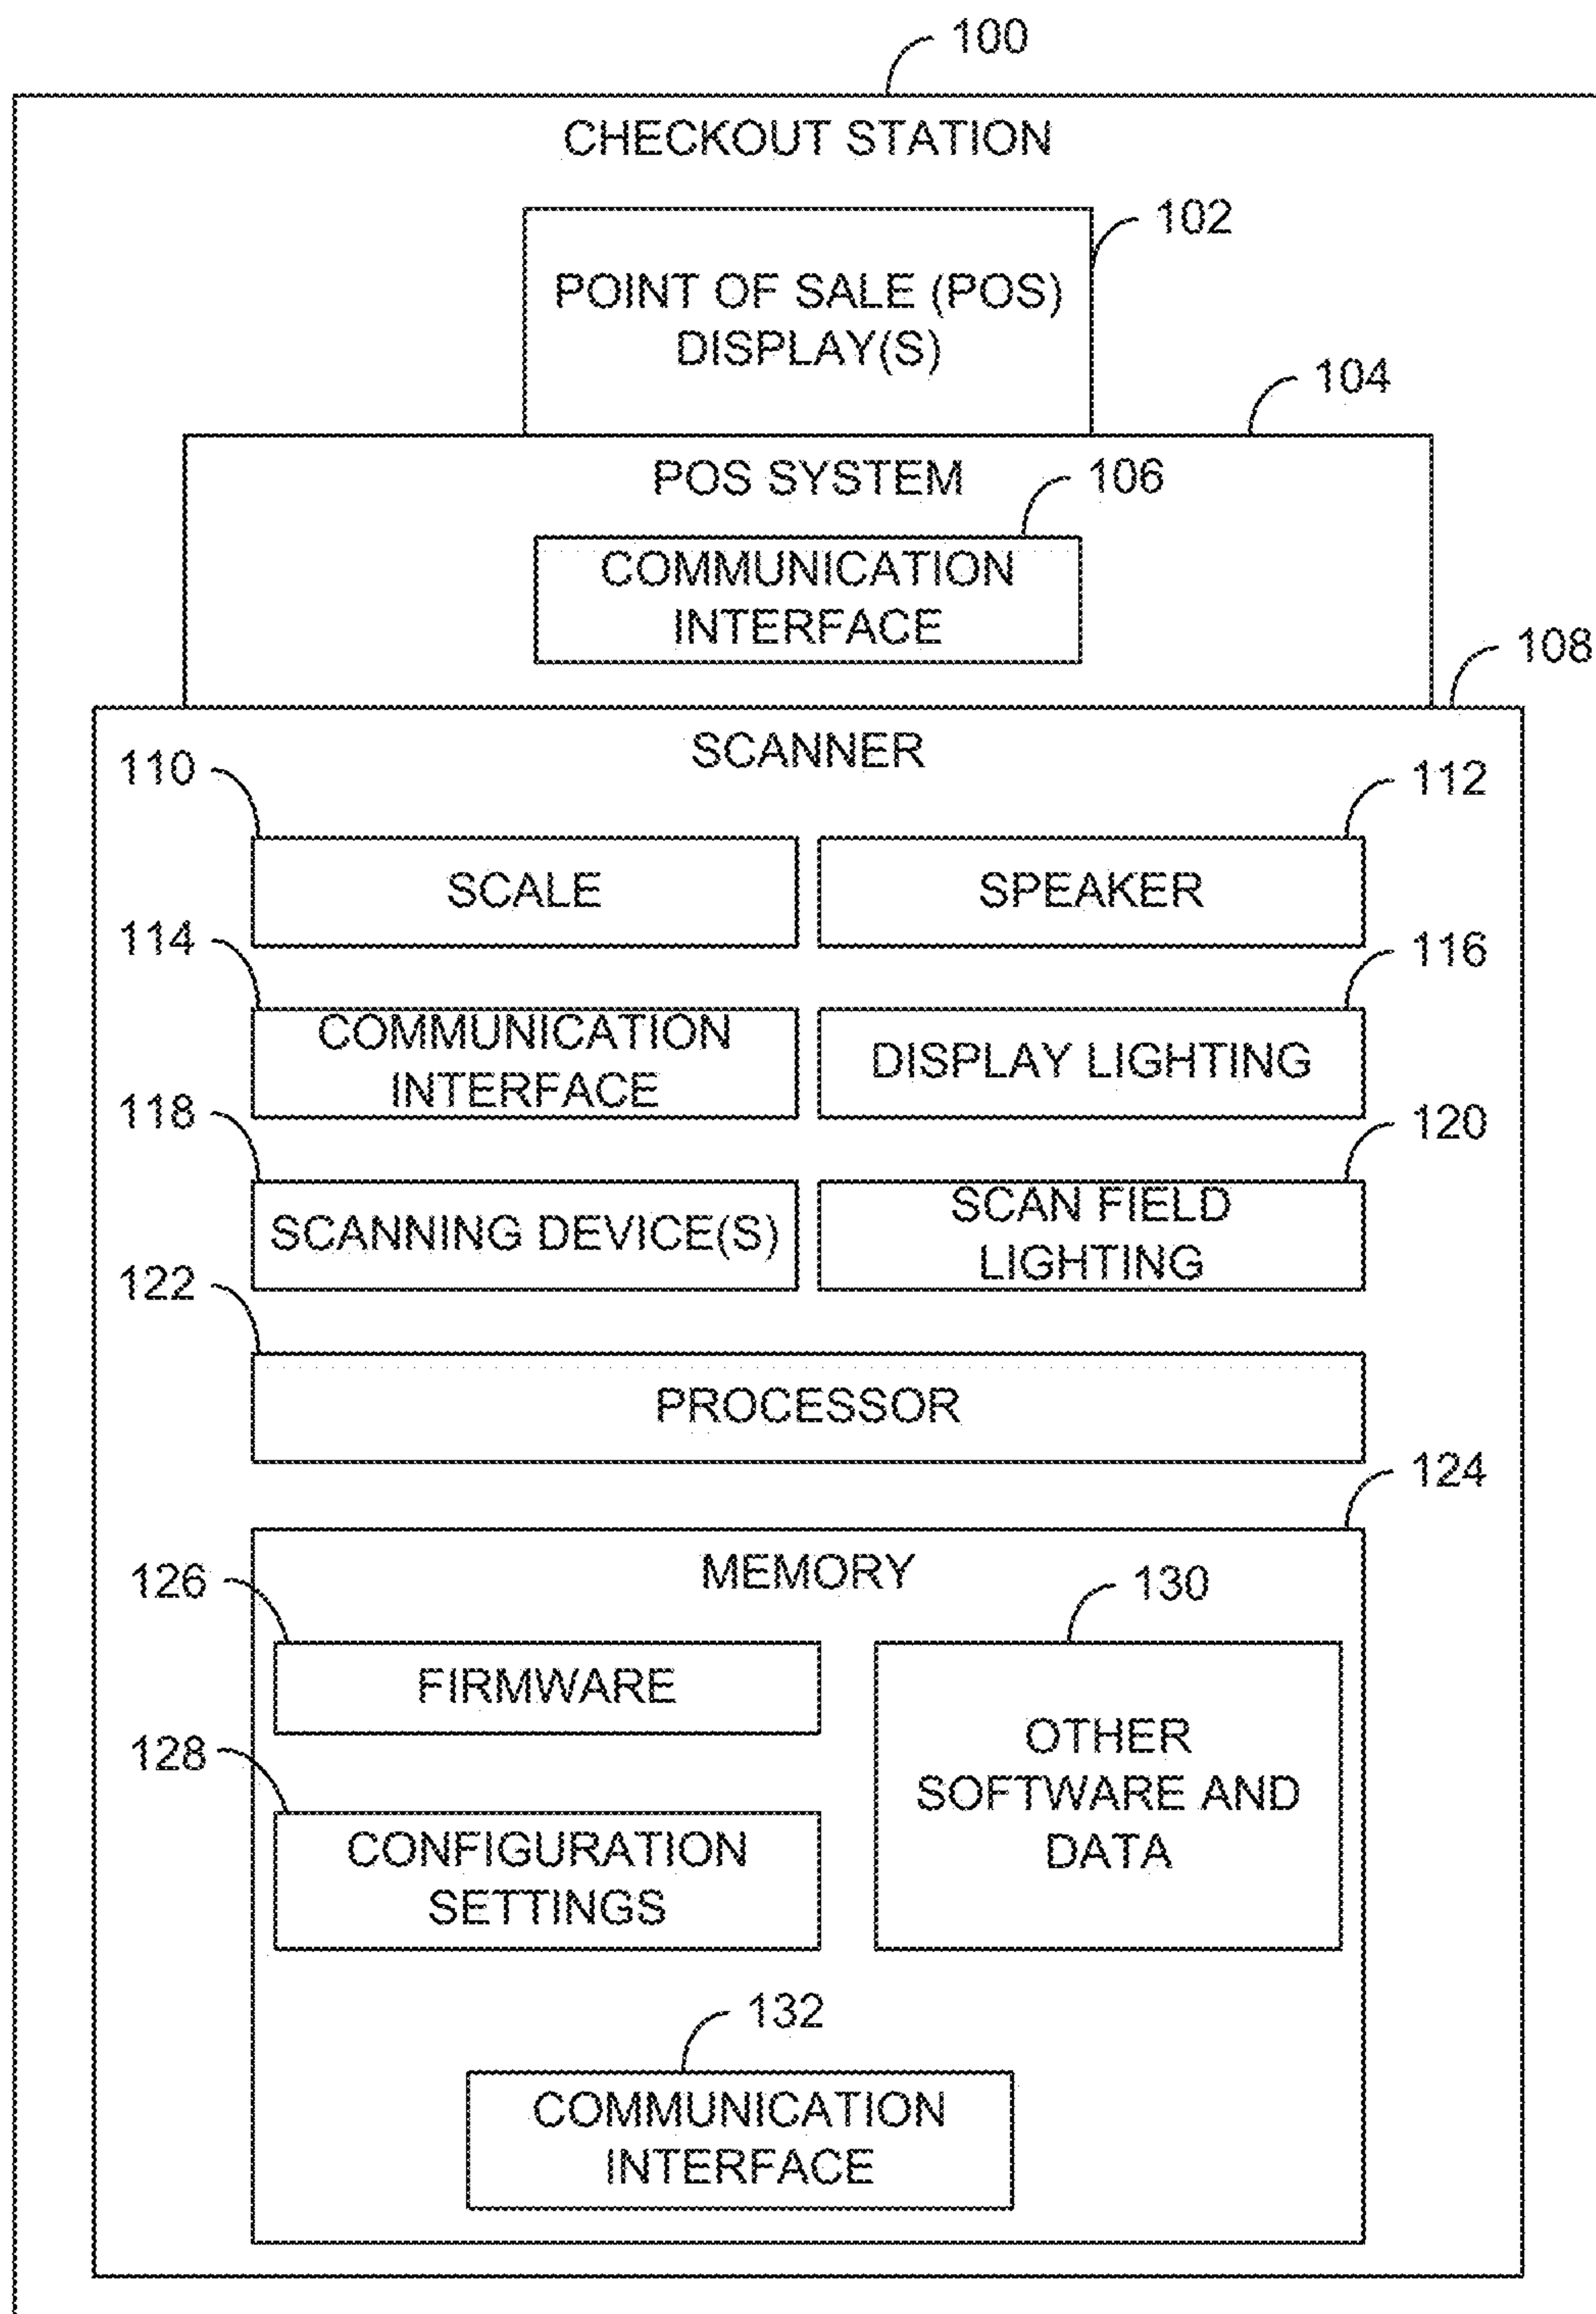 100
CHECKOUT STATION
102
POINT OF SALE (POS)
DISPLAY(S)
104
POS SYSTEM
106
COMMUNICATION
INTERFACE
108
SCANNER
110
112
SCALE
SPEAKER
114
116
COMMUNICATION
INTERFACE
DISPLAY LIGHTING
118
120
SCANNING DEVICE(S)
SCAN FIELD
LIGHTING
122
PROCESSOR
124
MEMORY
126
130
FIRMWARE
OTHER
SOFTWARE AND
DATA
128
CONFIGURATION
SETTINGS
132
COMMUNICATION
INTERFACE